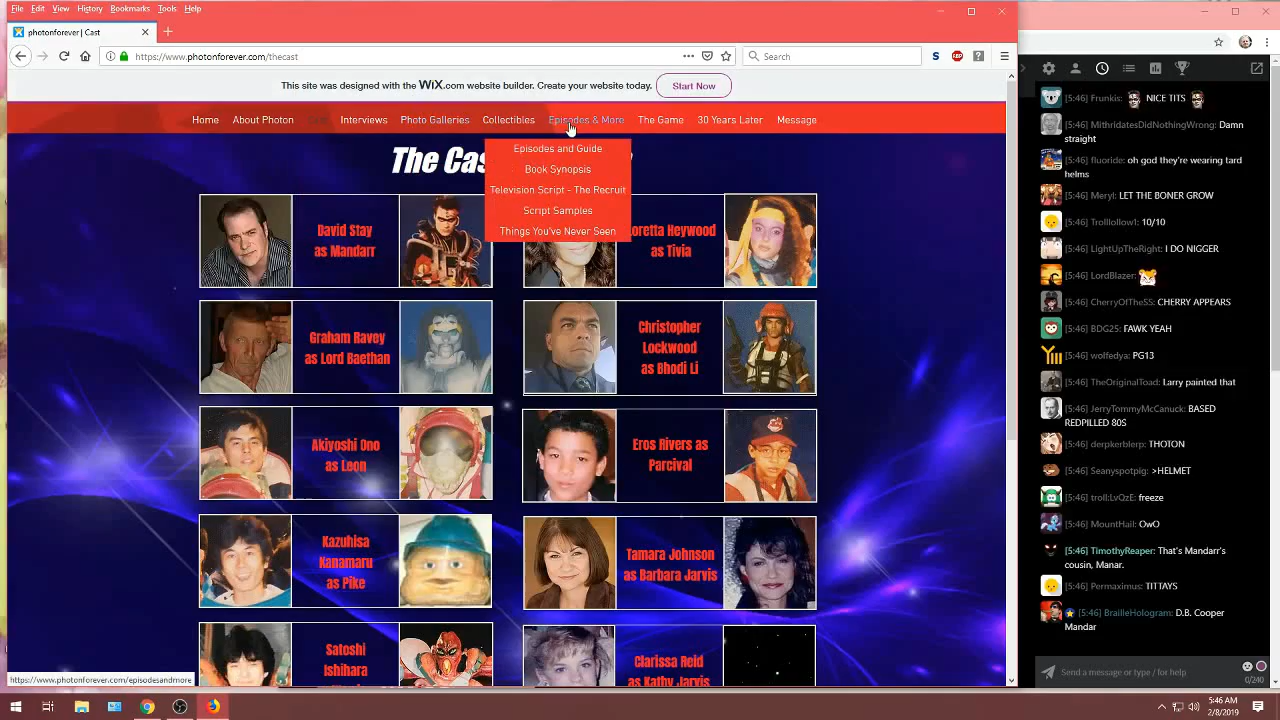 File Edit View History Bookmarks Tools Help
photonforever | Cast
https://www.photonforever.com/thecast
Search
This site was designed with the WiX.com website builder. Create your website today. Start Now
Home About Photon Interviews Photo Galleries Collectibles Episodes & More The Game 30 Years Later Message
Episodes and Guide
Book Synopsis
Television Script - The Recruit
Script Samples
Things You've Never Seen
The Cas
David Stay
as Mandarr
Loretta Heywood
as Tivia
Graham Ravey
as Lord Baethan
Christopher
Lockwood
as Bhodi Li
Akiyoshi Ono
as Leon
Eros Rivers as
Parcival
Kazuhisa
Kanamaru
as Pike
Tamara Johnson
as Barbara Jarvis
Satoshi
Ishihara
Clarissa Reid
as Kathy Jarvis
https://www.photonforever.com/episodesandmore
[5:46] Frunkis: NICE TITS
[5:46] MithridatesDidNothingWrong: Damn
straight
[5:46] fluoride: oh god they're wearing tard
helms
[5:46] Meryl: LET THE BONER GROW
[5:46] Trolllollow1: 10/10
[5:46] LightUpTheRight: I DO NIGGER
[5:46] LordBlazer:
[5:46] CherryOfTheSS: CHERRY APPEARS
[5:46] BDG25: FAWK YEAH
[5:46] wolfedya: PG13
[5:46] TheOriginalToad: Larry painted that
[5:46] JerryTommyMcCanuck: BASED
REDPILLED 80S
[5:46] derpkerblerp: THOTON
[5:46] Seanyspotpig: >HELMET
[5:46] troll:LvQzE: freeze
[5:46] MountHail: OwO
[5:46] TimothyReaper: That's Mandarr's
cousin, Manar.
[5:46] Permaximus: TITTAYS
[5:46] BrailleHologram: D.B. Cooper
Mandar
Send a message or type / for help
0/240
5:46 AM
2/8/2019